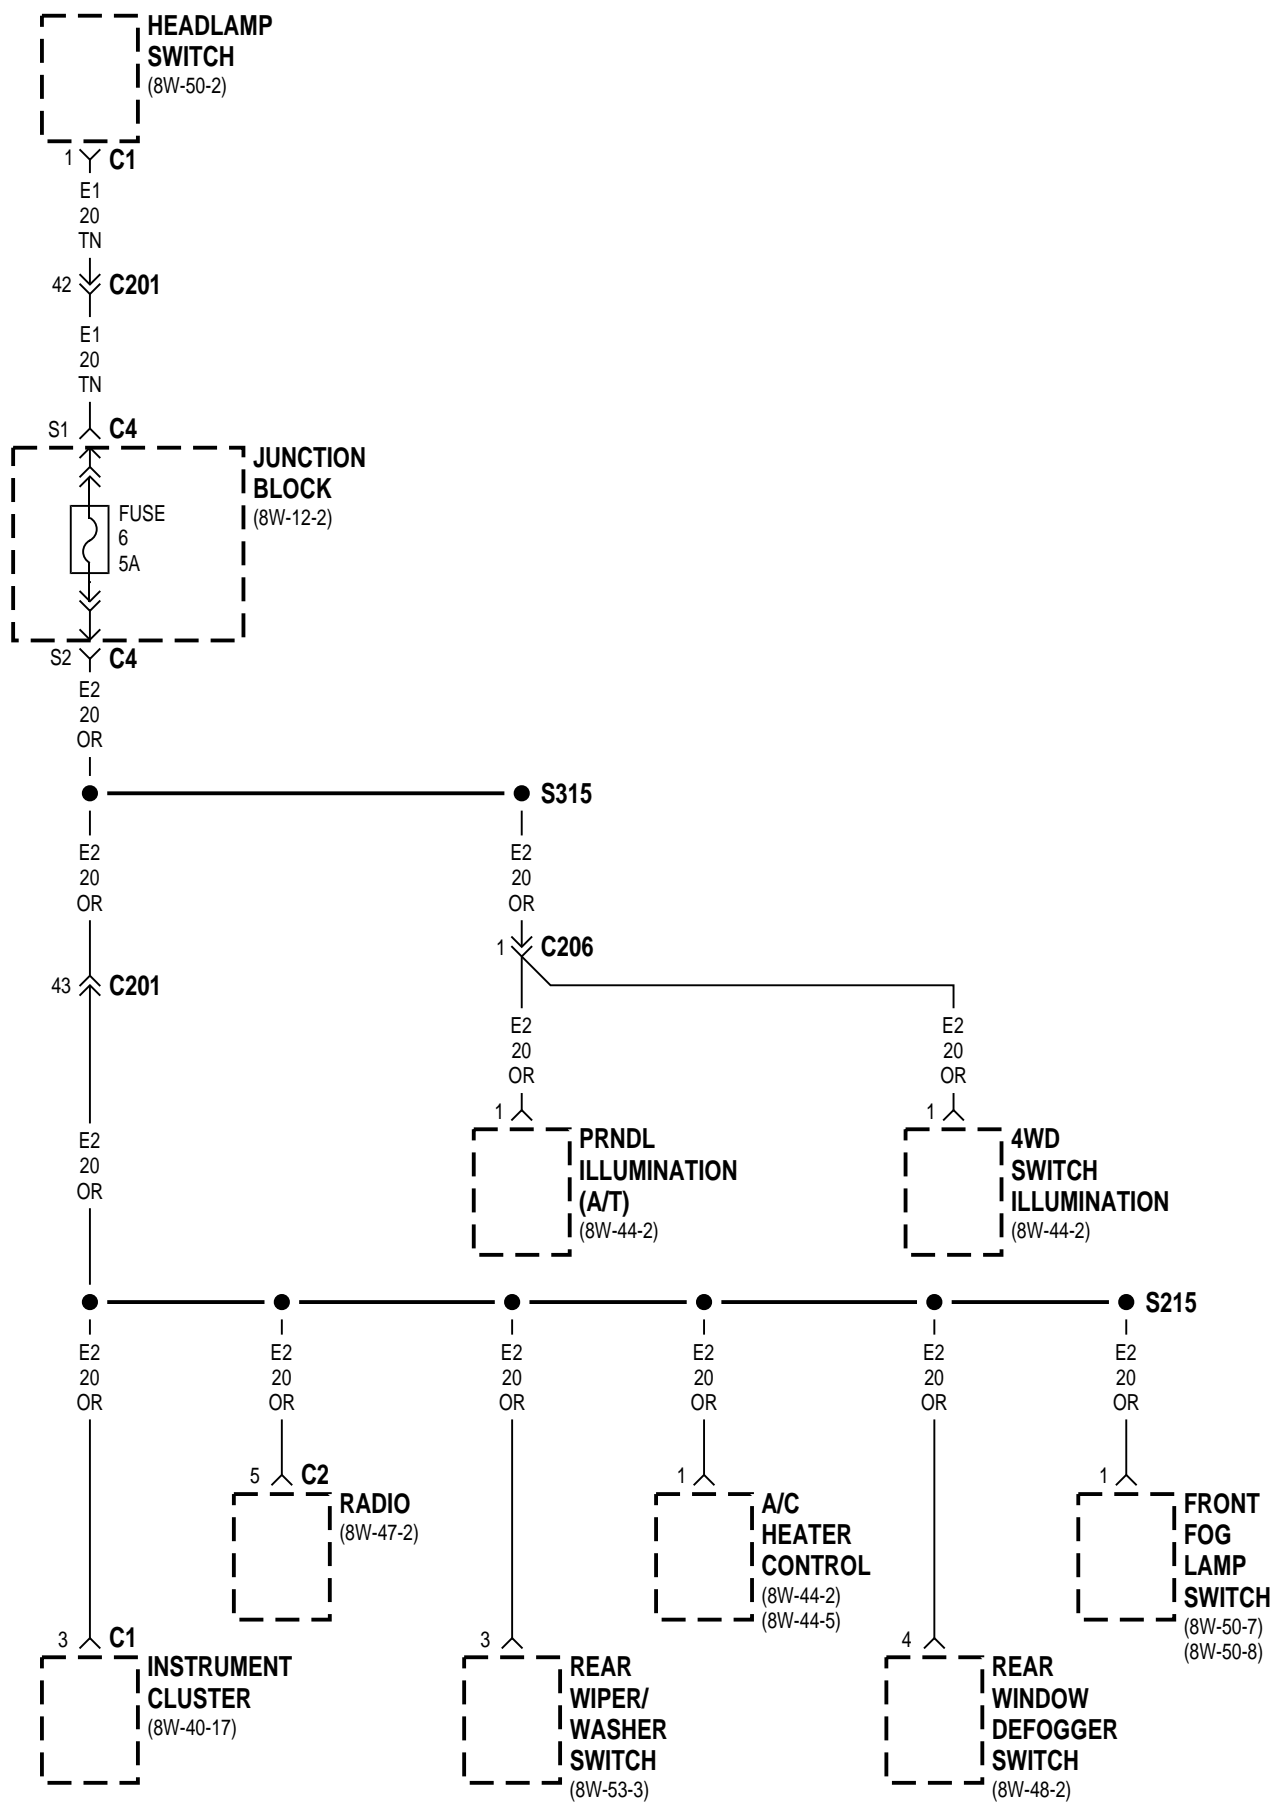 HEADLAMP
SWITCH
(8W-50-2)
1 C1
E1
20
TN
42 C201
E1
20
TN
S1 C4
JUNCTION
BLOCK
(8W-12-2)
FUSE
6
5A
S2 C4
E2
20
OR
S315
E2
20
OR
E2
20
OR
1 C206
43 C201
E2
20
OR
E2
20
OR
1
PRNDL
ILLUMINATION
(A/T)
(8W-44-2)
1
4WD
SWITCH
ILLUMINATION
(8W-44-2)
E2
20
OR
S215
E2
20
OR
E2
20
OR
E2
20
OR
E2
20
OR
E2
20
OR
E2
20
OR
5 C2
RADIO
(8W-47-2)
1
A/C
HEATER
CONTROL
(8W-44-2)
(8W-44-5)
1
FRONT
FOG
LAMP
SWITCH
(8W-50-7)
(8W-50-8)
3 C1
INSTRUMENT
CLUSTER
(8W-40-17)
3
REAR
WIPER/
WASHER
SWITCH
(8W-53-3)
4
REAR
WINDOW
DEFOGGER
SWITCH
(8W-48-2)